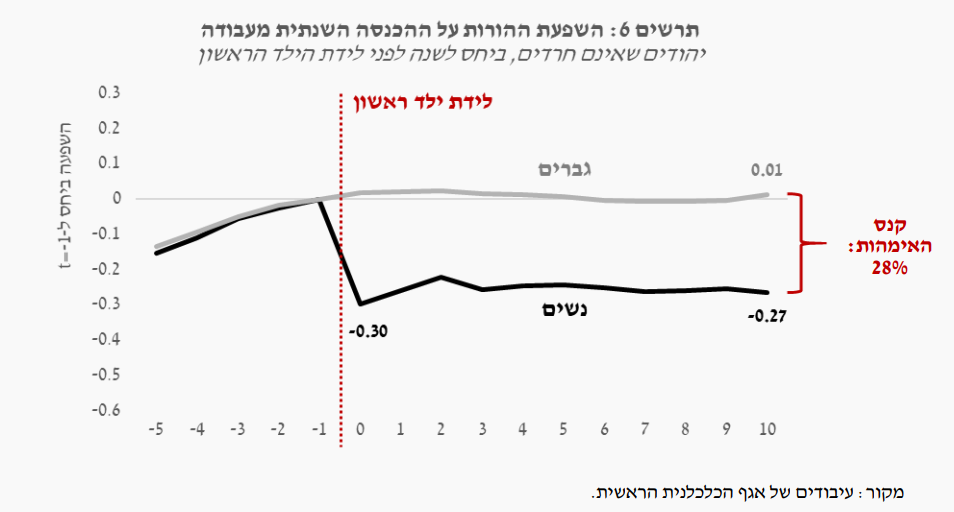 תרשים 6: השפעת ההורות על ההכנסה השנתית מעבודה
יהודים שאינם חרדים, ביחס לשנה לפני לידת הילד הראשון
לידת ילד ראשון
השפעה ביחס ל-t=-1
0.3
0.2
0.1
0
-0.1
-0.2
-0.3
-0.4
-0.5
-0.6
גברים
0.01
קנס
האימהות:
28%
נשים
-0.30
-0.27
-5 -4 -3 -2 -1 0 1 2 3 4 5 6 7 8 9 10
מקור: עיבודים של אגף הכלכלנית הראשית.